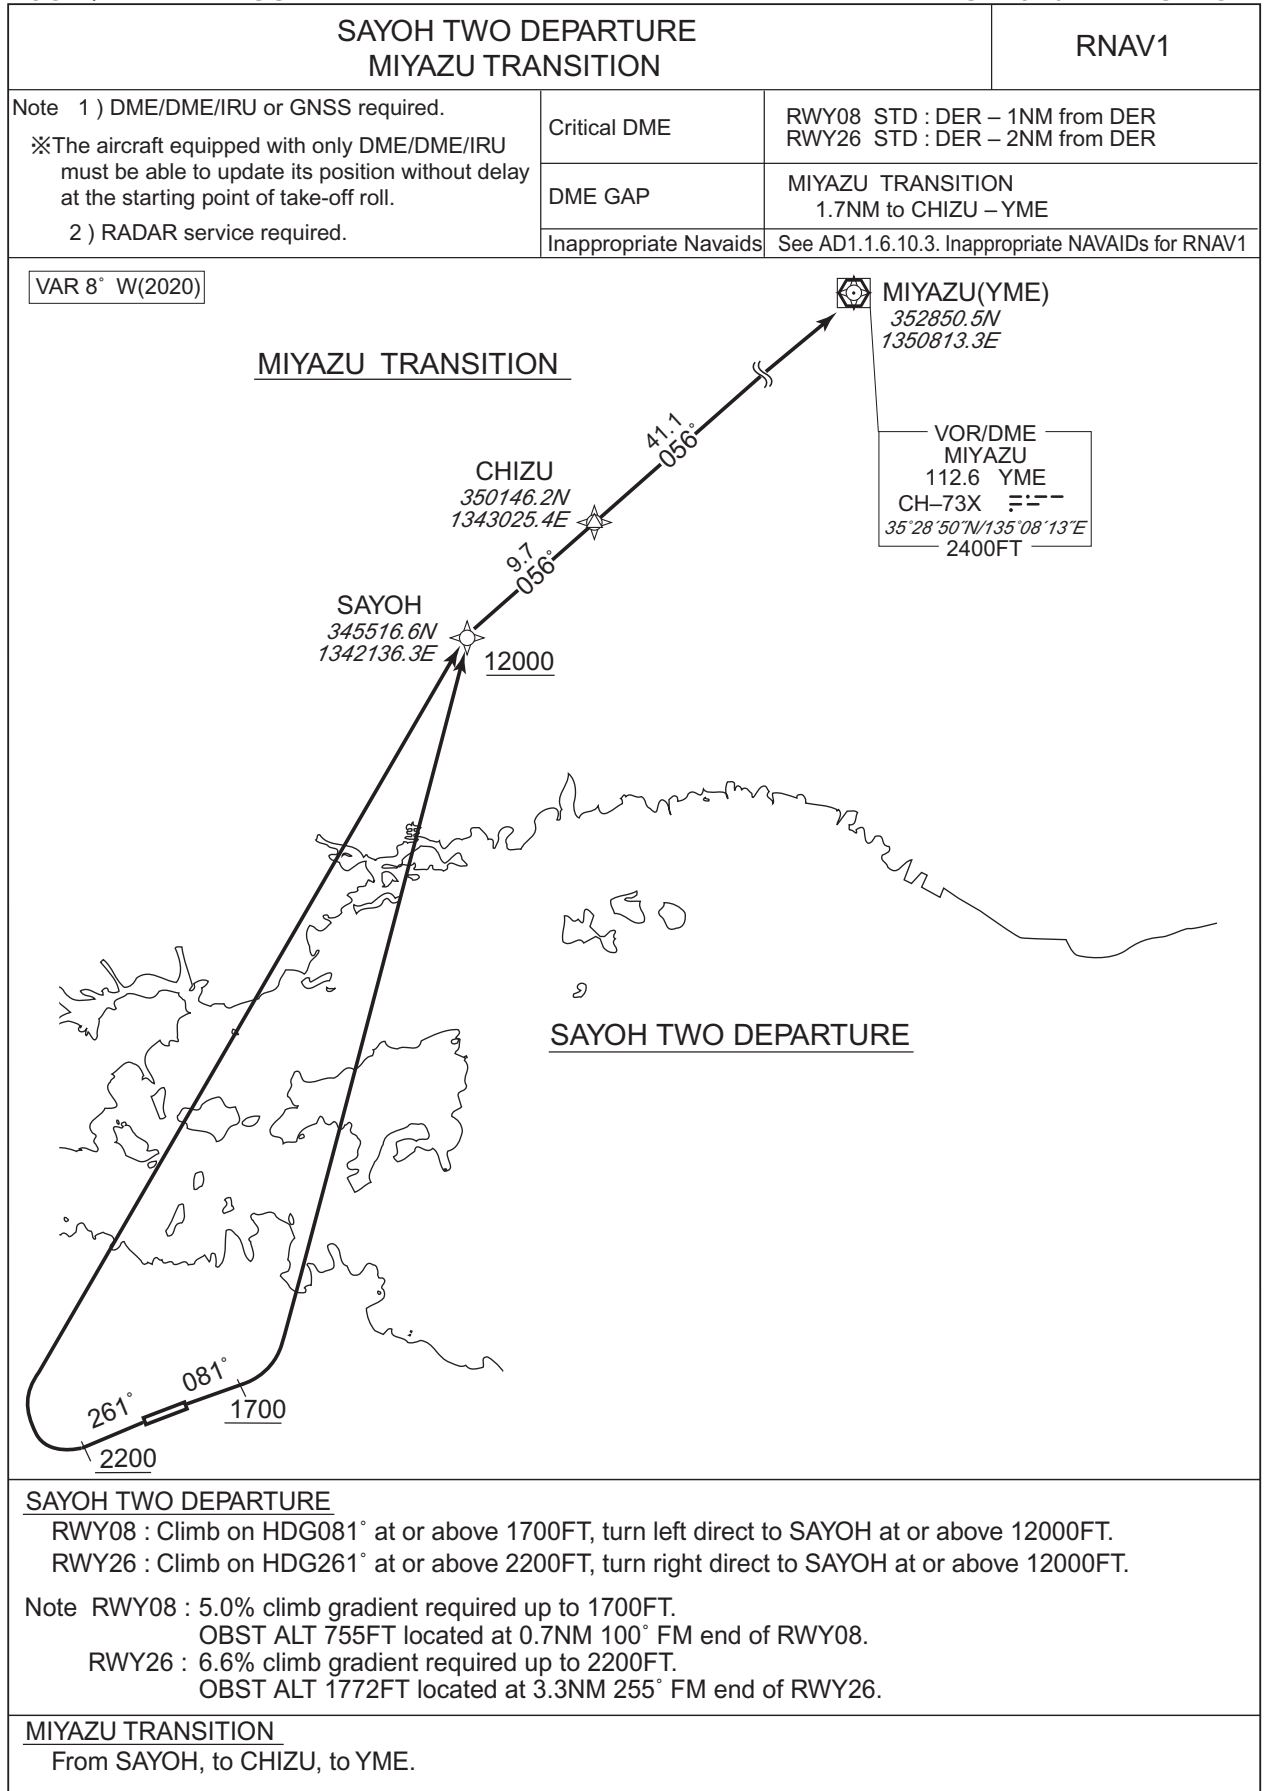 SAYOH TWO DEPARTURE
MIYAZU TRANSITION
RNAV1
Note 1 ) DME/DME/IRU or GNSS required.
※The aircraft equipped with only DME/DME/IRU
must be able to update its position without delay
at the starting point of take-off roll.
2 ) RADAR service required.
Critical DME
RWY08 STD : DER – 1NM from DER
RWY26 STD : DER – 2NM from DER
DME GAP
MIYAZU TRANSITION
1.7NM to CHIZU – YME
Inappropriate Navaids
See AD1.1.6.10.3. Inappropriate NAVAIDs for RNAV1
VAR 8˚ W(2020)
MIYAZU(YME)
352850.5N
1350813.3E
MIYAZU TRANSITION
41.1
056˚
VOR/DME
MIYAZU
112.6 YME
CH–73X
35˚28´50˝N/135˚08´13˝E
2400FT
CHIZU
350146.2N
1343025.4E
9.7
056˚
SAYOH
345516.6N
1342136.3E
12000
SAYOH TWO DEPARTURE
081˚
261˚
1700
2200
SAYOH TWO DEPARTURE
RWY08 : Climb on HDG081˚ at or above 1700FT, turn left direct to SAYOH at or above 12000FT.
RWY26 : Climb on HDG261˚ at or above 2200FT, turn right direct to SAYOH at or above 12000FT.
Note RWY08 : 5.0% climb gradient required up to 1700FT.
OBST ALT 755FT located at 0.7NM 100˚ FM end of RWY08.
RWY26 : 6.6% climb gradient required up to 2200FT.
OBST ALT 1772FT located at 3.3NM 255˚ FM end of RWY26.
MIYAZU TRANSITION
From SAYOH, to CHIZU, to YME.